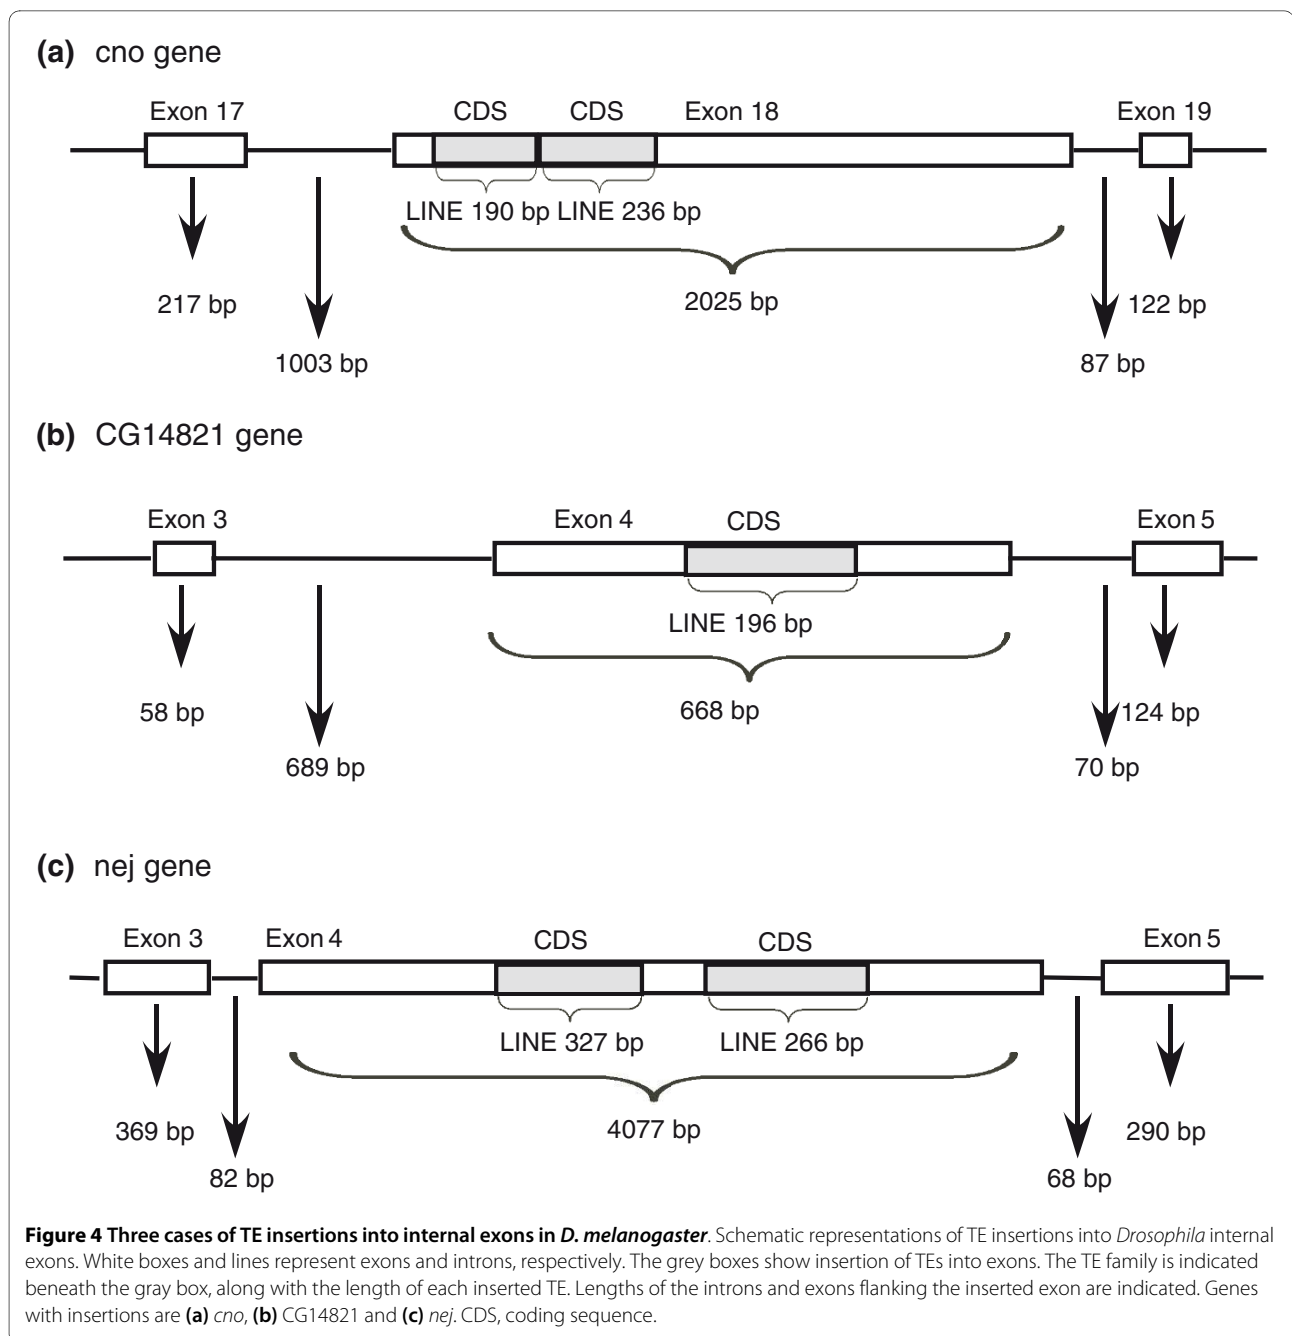 (a) cno gene
Exon 17 CDS CDS Exon 18 Exon 19
LINE 190 bp LINE 236 bp
217 bp 2025 bp 122 bp
1003 bp 87 bp
(b) CG14821 gene
Exon 3 Exon 4 CDS Exon 5
LINE 196 bp
58 bp 668 bp 124 bp
689 bp 70 bp
(c) nej gene
Exon 3 Exon 4 CDS CDS Exon 5
LINE 327 bp LINE 266 bp
369 bp 4077 bp 290 bp
82 bp 68 bp
Figure 4 Three cases of TE insertions into internal exons in D. melanogaster. Schematic representations of TE insertions into Drosophila internal
exons. White boxes and lines represent exons and introns, respectively. The grey boxes show insertion of TEs into exons. The TE family is indicated
beneath the gray box, along with the length of each inserted TE. Lengths of the introns and exons flanking the inserted exon are indicated. Genes
with insertions are (a) cno, (b) CG14821 and (c) nej. CDS, coding sequence.